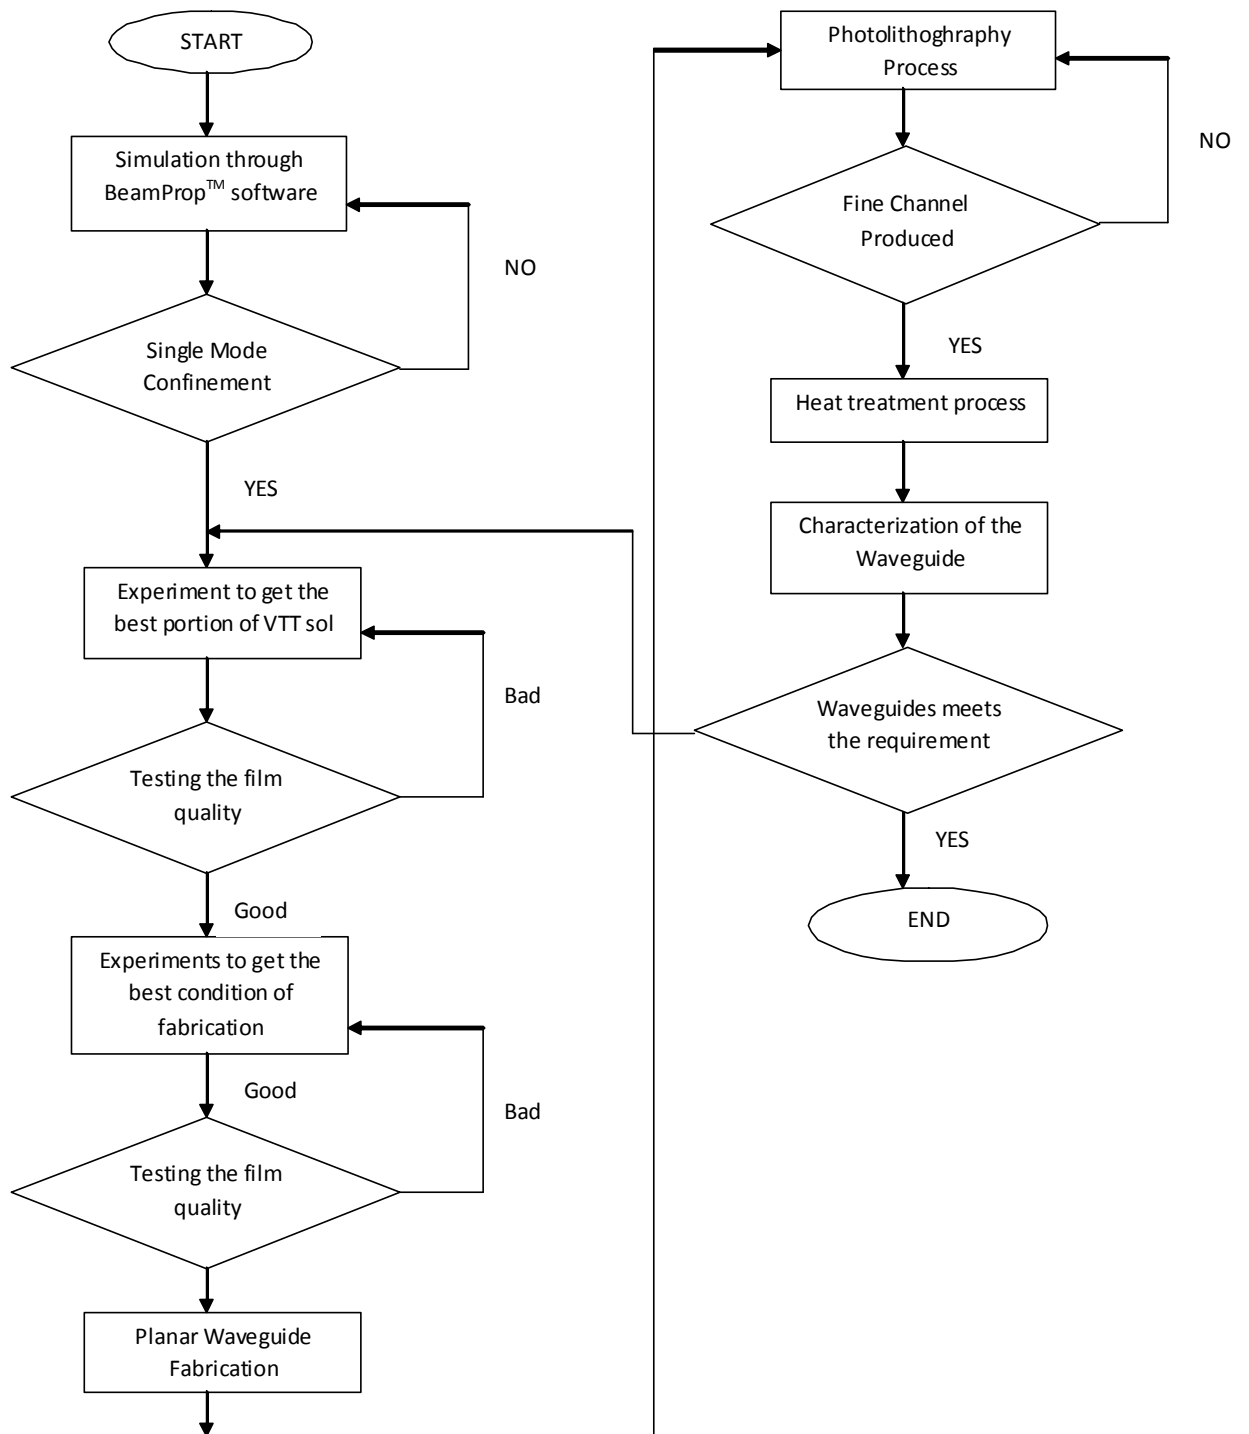 START
Simulation through
BeamProp™ software
NO
Single Mode
Confinement
YES
Experiment to get the
best portion of VTT sol
Bad
Testing the film
quality
Good
Experiments to get the
best condition of
fabrication
Good
Bad
Testing the film
quality
Planar Waveguide
Fabrication
Photolithoghraphy
Process
NO
Fine Channel
Produced
YES
Heat treatment process
Characterization of the
Waveguide
Waveguides meets
the requirement
YES
END